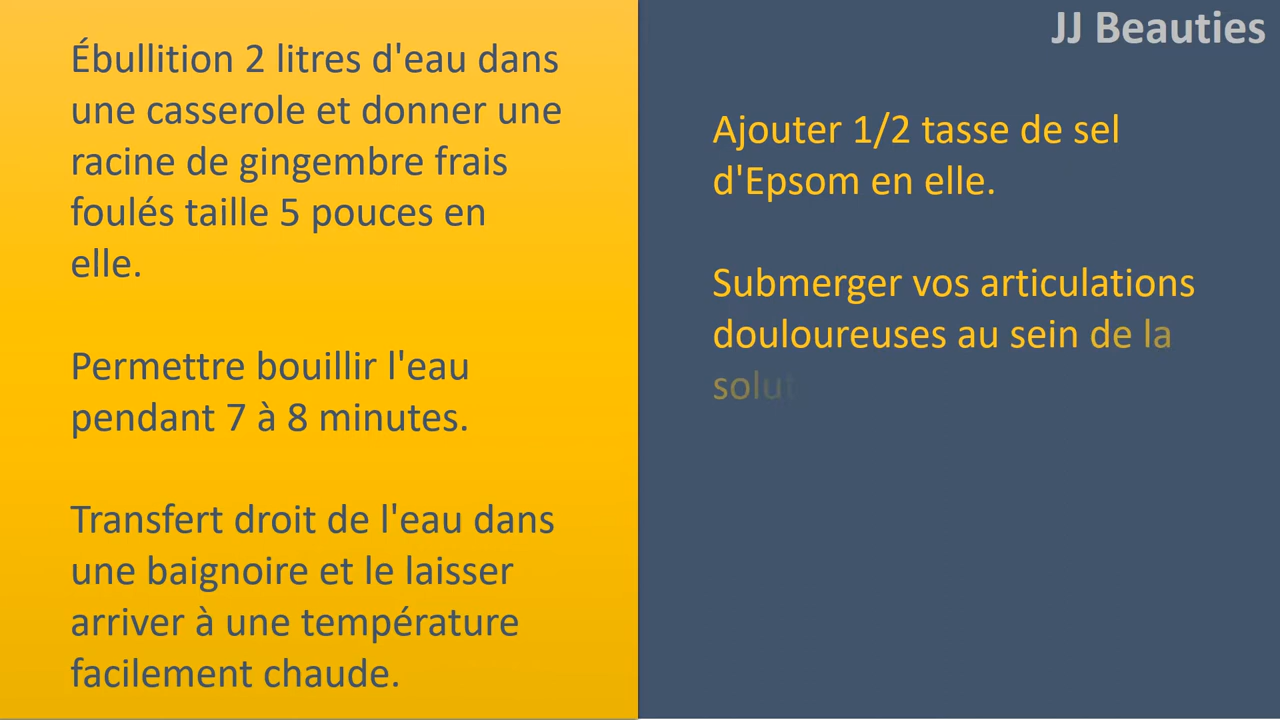 Ébullition 2 litres d'eau dans
une casserole et donner une
racine de gingembre frais
foulés taille 5 pouces en
elle.
Permettre bouillir l'eau
pendant 7 à 8 minutes.
Transfert droit de l'eau dans
une baignoire et le laisser
arriver à une température
facilement chaude.
JJ Beauties
Ajouter 1/2 tasse de sel
d'Epsom en elle.
Submerger vos articulations
douloureuses au sein de la
solut